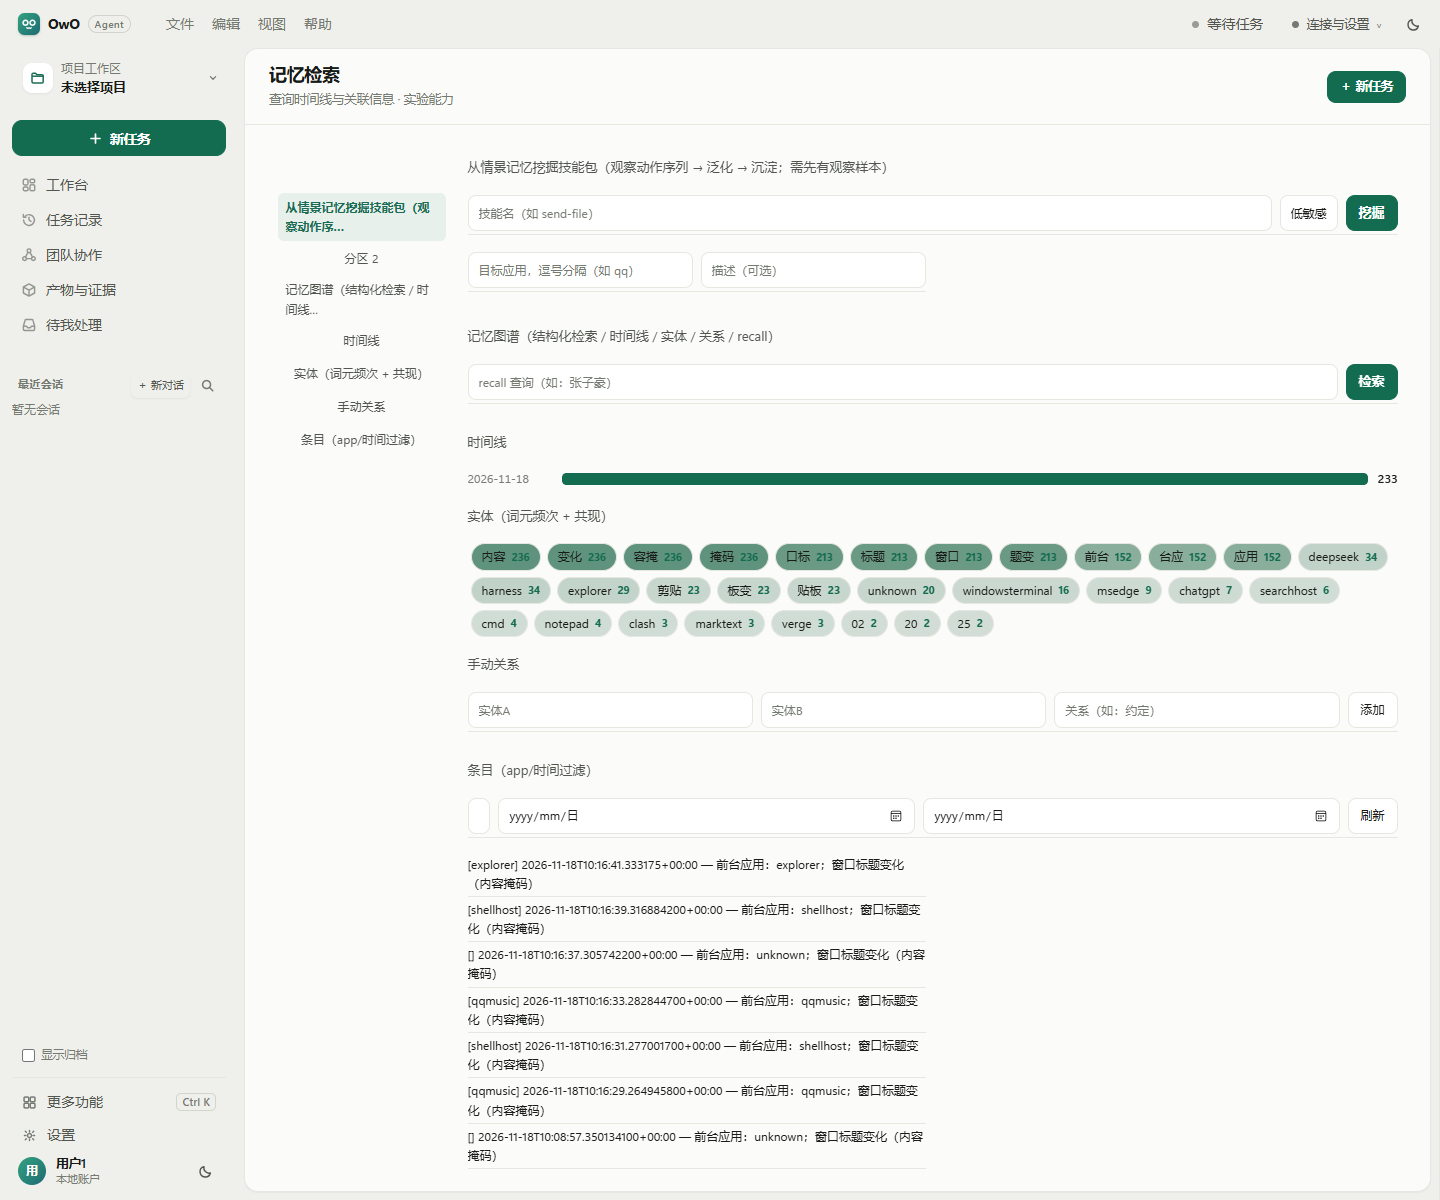 OwO Agent 文件 编辑 视图 帮助 等待任务 连接与设置
项目工作区
未选择项目
+ 新任务
工作台
任务记录
团队协作
产物与证据
待我处理
最近会话 + 新对话
暂无会话
显示归档
更多功能 Ctrl K
设置
用 用户1
本地账户
记忆检索
查询时间线与关联信息 · 实验能力
+ 新任务
从情景记忆挖掘技能包（观
察动作序...
分区 2
记忆图谱（结构化检索 / 时
间线...
时间线
实体（词元频次 + 共现）
手动关系
条目（app/时间过滤）
从情景记忆挖掘技能包（观察动作序列 → 泛化 → 沉淀；需先有观察样本）
技能名（如 send-file） 低敏感 挖掘
目标应用，逗号分隔（如 qq） 描述（可选）
记忆图谱（结构化检索 / 时间线 / 实体 / 关系 / recall）
recall 查询（如：张子豪） 检索
时间线
2026-11-18 233
实体（词元频次 + 共现）
内容 236 变化 236 容掩 236 掩码 236 口标 213 标题 213 窗口 213 题变 213 前台 152 台应 152 应用 152 deepseek 34
harness 34 explorer 29 剪贴 23 板变 23 贴板 23 unknown 20 windowsterminal 16 msedge 9 chatgpt 7 searchhost 6
cmd 4 notepad 4 clash 3 marktext 3 verge 3 02 2 20 2 25 2
手动关系
实体A 实体B 关系（如：约定） 添加
条目（app/时间过滤）
yyyy/mm/日 yyyy/mm/日 刷新
[explorer] 2026-11-18T10:16:41.333175+00:00 — 前台应用：explorer；窗口标题变化
（内容掩码）
[shellhost] 2026-11-18T10:16:39.316884200+00:00 — 前台应用：shellhost；窗口标题变
化（内容掩码）
[] 2026-11-18T10:16:37.305742200+00:00 — 前台应用：unknown；窗口标题变化（内容
掩码）
[qqmusic] 2026-11-18T10:16:33.282844700+00:00 — 前台应用：qqmusic；窗口标题变
化（内容掩码）
[shellhost] 2026-11-18T10:16:31.277001700+00:00 — 前台应用：shellhost；窗口标题变
化（内容掩码）
[qqmusic] 2026-11-18T10:16:29.264945800+00:00 — 前台应用：qqmusic；窗口标题变
化（内容掩码）
[] 2026-11-18T10:08:57.350134100+00:00 — 前台应用：unknown；窗口标题变化（内容
掩码）